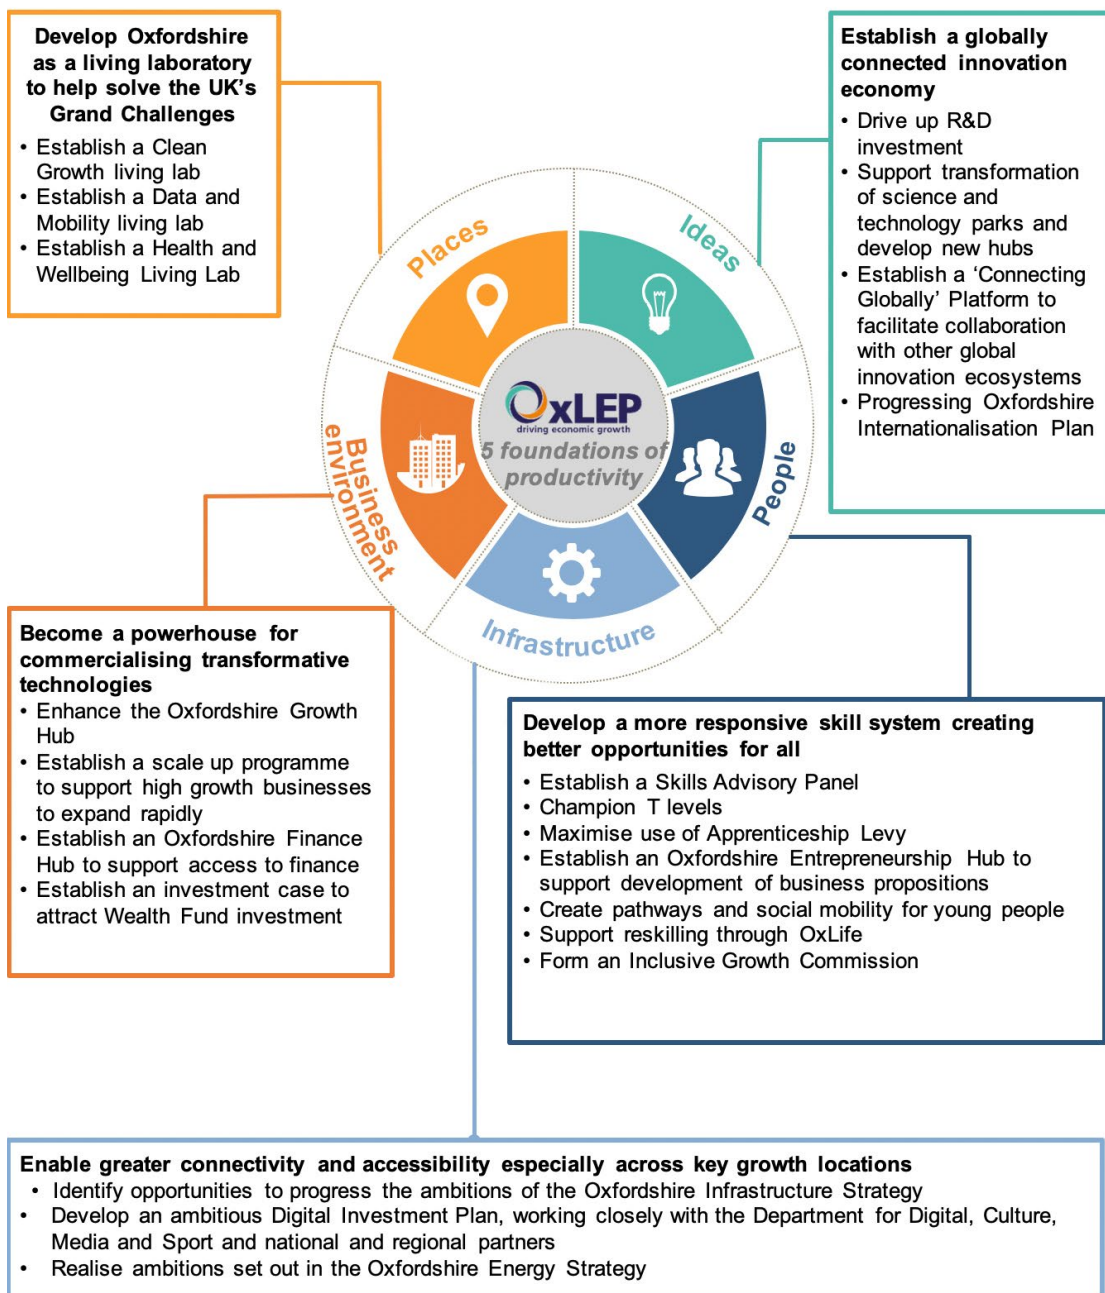 Develop Oxfordshire
as a living laboratory
to help solve the UK's
Grand Challenges
• Establish a Clean
Growth living lab
• Establish a Data and
Mobility living lab
• Establish a Health and
Wellbeing Living Lab
Establish a globally
connected innovation
economy
• Drive up R&D
investment
• Support transformation
of science and
technology parks and
develop new hubs
• Establish a ‘Connecting
Globally’ Platform to
facilitate collaboration
with other global
innovation ecosystems
• Progressing Oxfordshire
Internationalisation Plan
Places
Ideas
People
Infrastructure
Business
environment
OxLEP
driving economic growth
5 foundations of
productivity
Become a powerhouse for
commercialising transformative
technologies
• Enhance the Oxfordshire Growth
Hub
• Establish a scale up programme
to support high growth businesses
to expand rapidly
• Establish an Oxfordshire Finance
Hub to support access to finance
• Establish an investment case to
attract Wealth Fund investment
Develop a more responsive skill system creating
better opportunities for all
• Establish a Skills Advisory Panel
• Champion T levels
• Maximise use of Apprenticeship Levy
• Establish an Oxfordshire Entrepreneurship Hub to
support development of business propositions
• Create pathways and social mobility for young people
• Support reskilling through OxLife
• Form an Inclusive Growth Commission
Enable greater connectivity and accessibility especially across key growth locations
• Identify opportunities to progress the ambitions of the Oxfordshire Infrastructure Strategy
• Develop an ambitious Digital Investment Plan, working closely with the Department for Digital, Culture,
Media and Sport and national and regional partners
• Realise ambitions set out in the Oxfordshire Energy Strategy